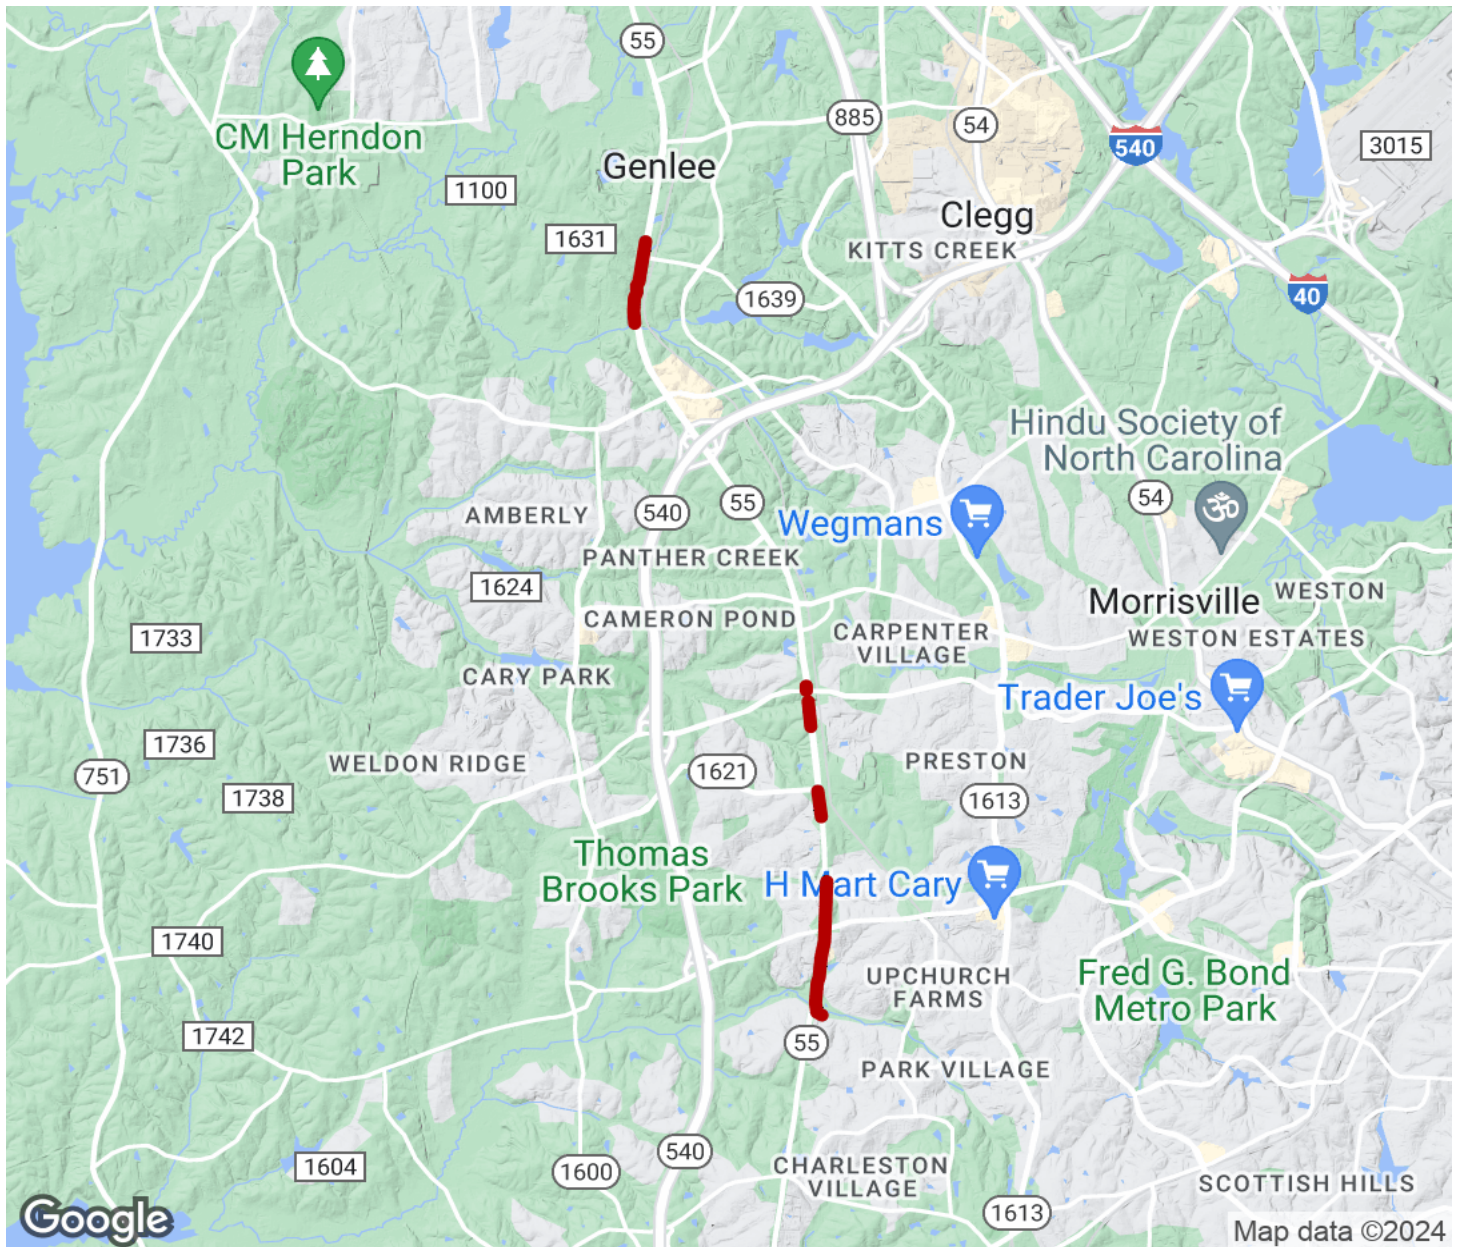 55
885
54
540
3015
CM Herndon
Park
Genlee
1100
Clegg
1631
KITTS CREEK
1639
40
Hindu Society of
North Carolina
54
AMBERLY
540
55
Wegmans
PANTHER CREEK
1624
WESTON
Morrisville
CAMERON POND
CARPENTER
VILLAGE
1733
WESTON ESTATES
CARY PARK
Trader Joe's
1736
WELDON RIDGE
751
1621
PRESTON
1738
1613
Thomas
Brooks Park
H Mart Cary
1740
UPCHURCH
FARMS
Fred G. Bond
Metro Park
1742
55
PARK VILLAGE
540
1604
1600
CHARLESTON
VILLAGE
SCOTTISH HILLS
1613
Google
Map data ©2024